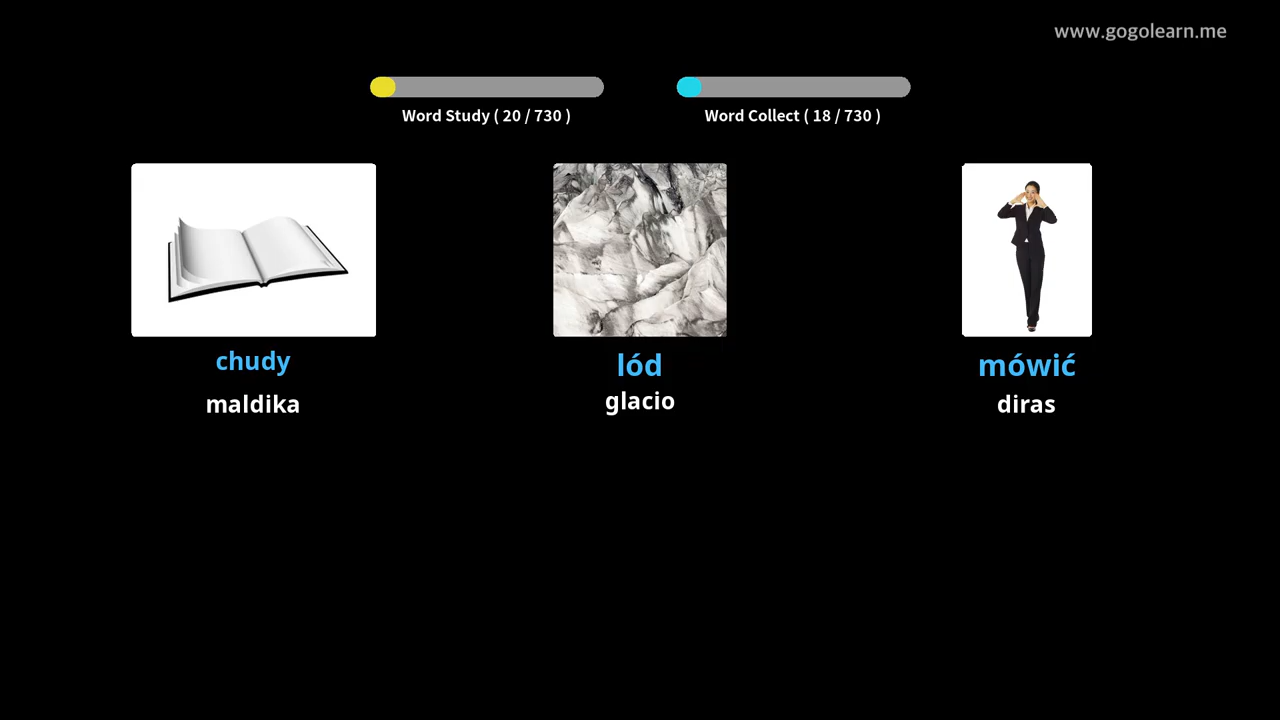 www.gogolearn.me
Word Study ( 20 / 730 )
Word Collect ( 18 / 730 )
chudy
maldika
lód
glacio
mówić
diras